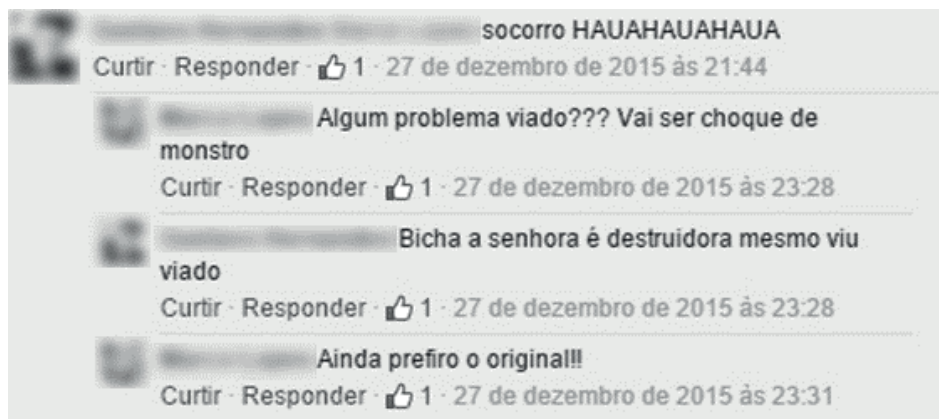 socorro HAUAHAUAHAUA
Curtir · Responder · 1 · 27 de dezembro de 2015 às 21:44
Algum problema viado??? Vai ser choque de
monstro
Curtir · Responder · 1 · 27 de dezembro de 2015 às 23:28
Bicha a senhora é destruidora mesmo viu
viado
Curtir · Responder · 1 · 27 de dezembro de 2015 às 23:28
Ainda prefiro o original!!!
Curtir · Responder · 1 · 27 de dezembro de 2015 às 23:31